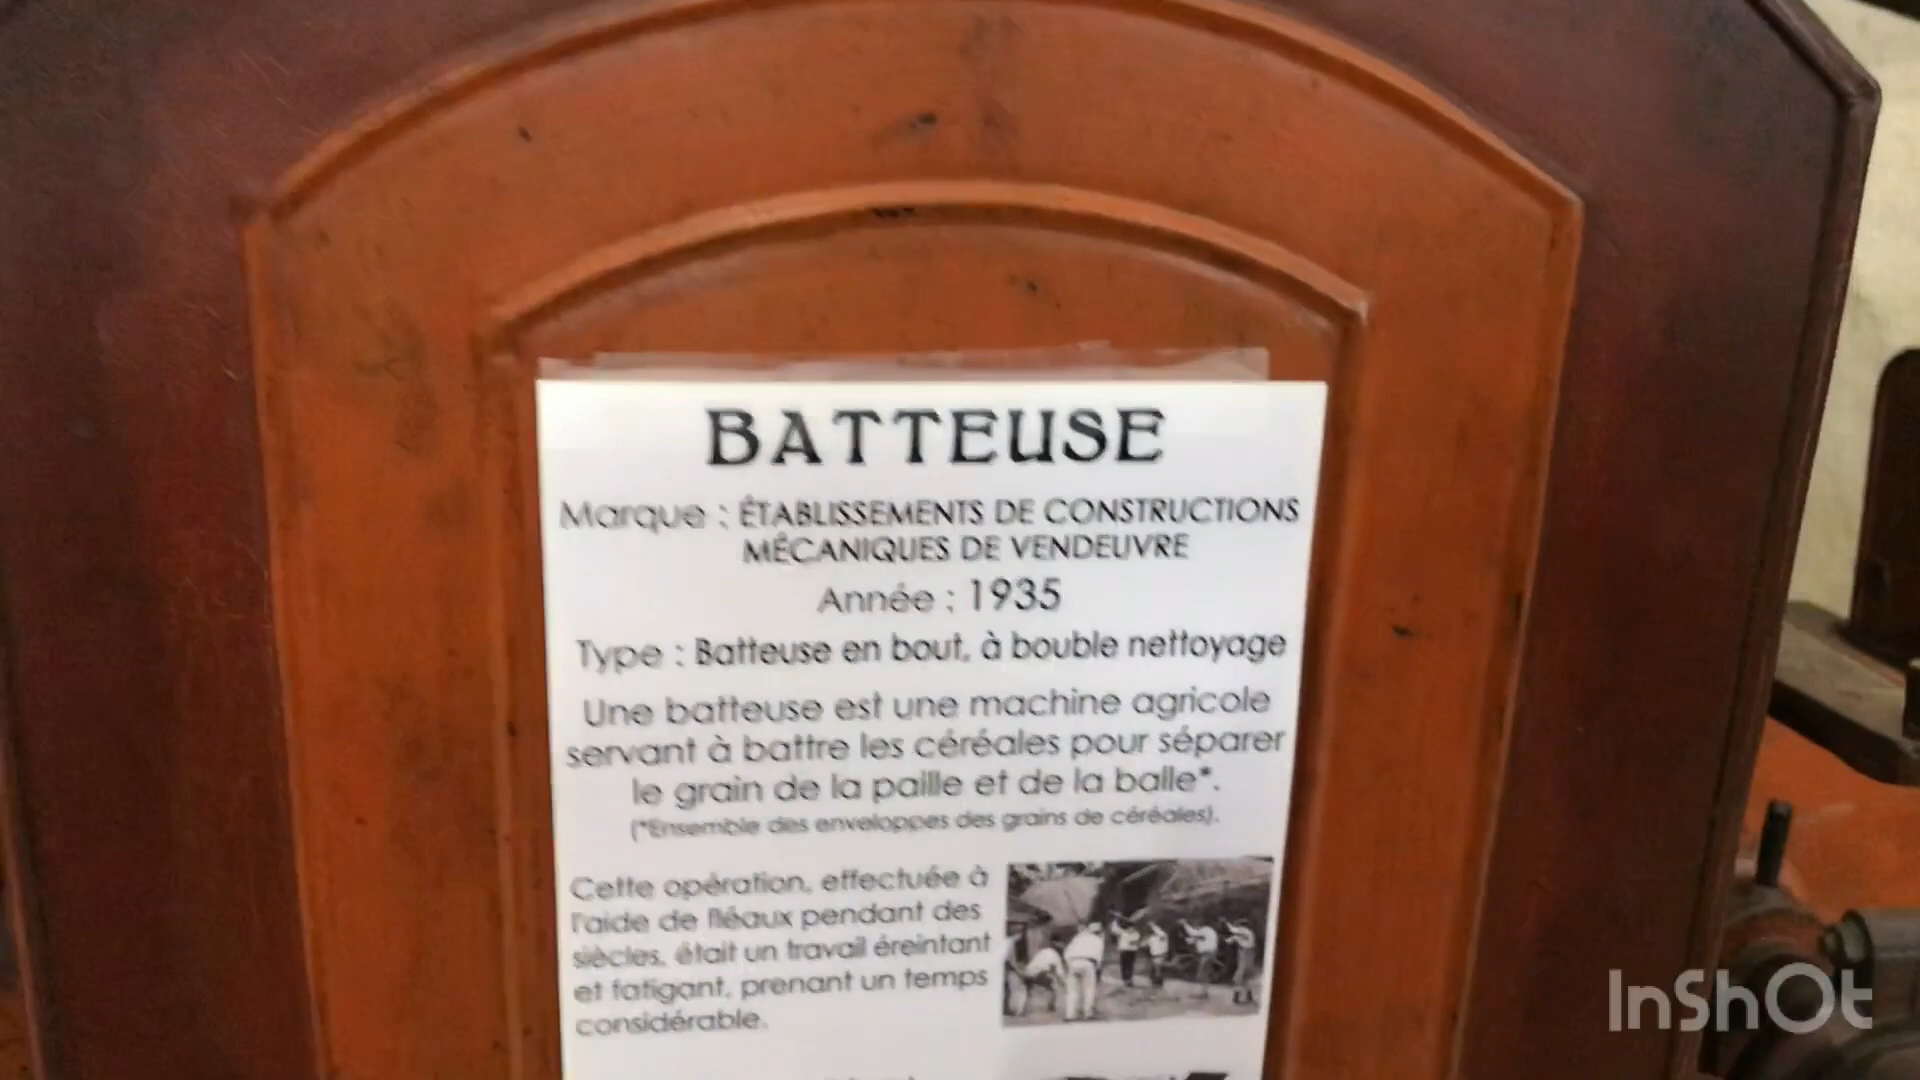 BATTEUSE
Marque : ÉTABLISSEMENTS DE CONSTRUCTIONS
MÉCANIQUES DE VENDEUVRE
Année : 1935
Type : Batteuse en bout, à bouble nettoyage
Une batteuse est une machine agricole
servant à battre les céréales pour séparer
le grain de la paille et de la balle*.
(*Ensemble des enveloppes des grains de céréales).
Cette opération, effectuée à
l'aide de fléaux pendant des
siècles, était un travail éreintant
et fatigant, prenant un temps
considérable.
InShOt